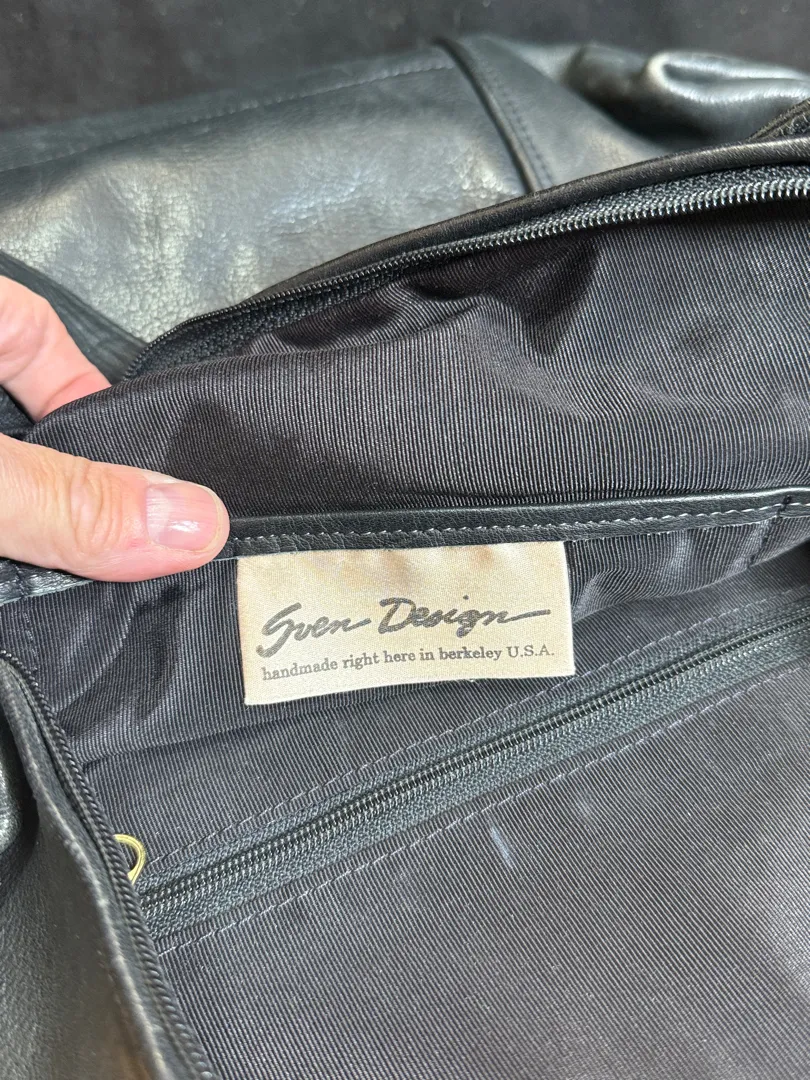 Sven Design
handmade right here in berkeley U.S.A.